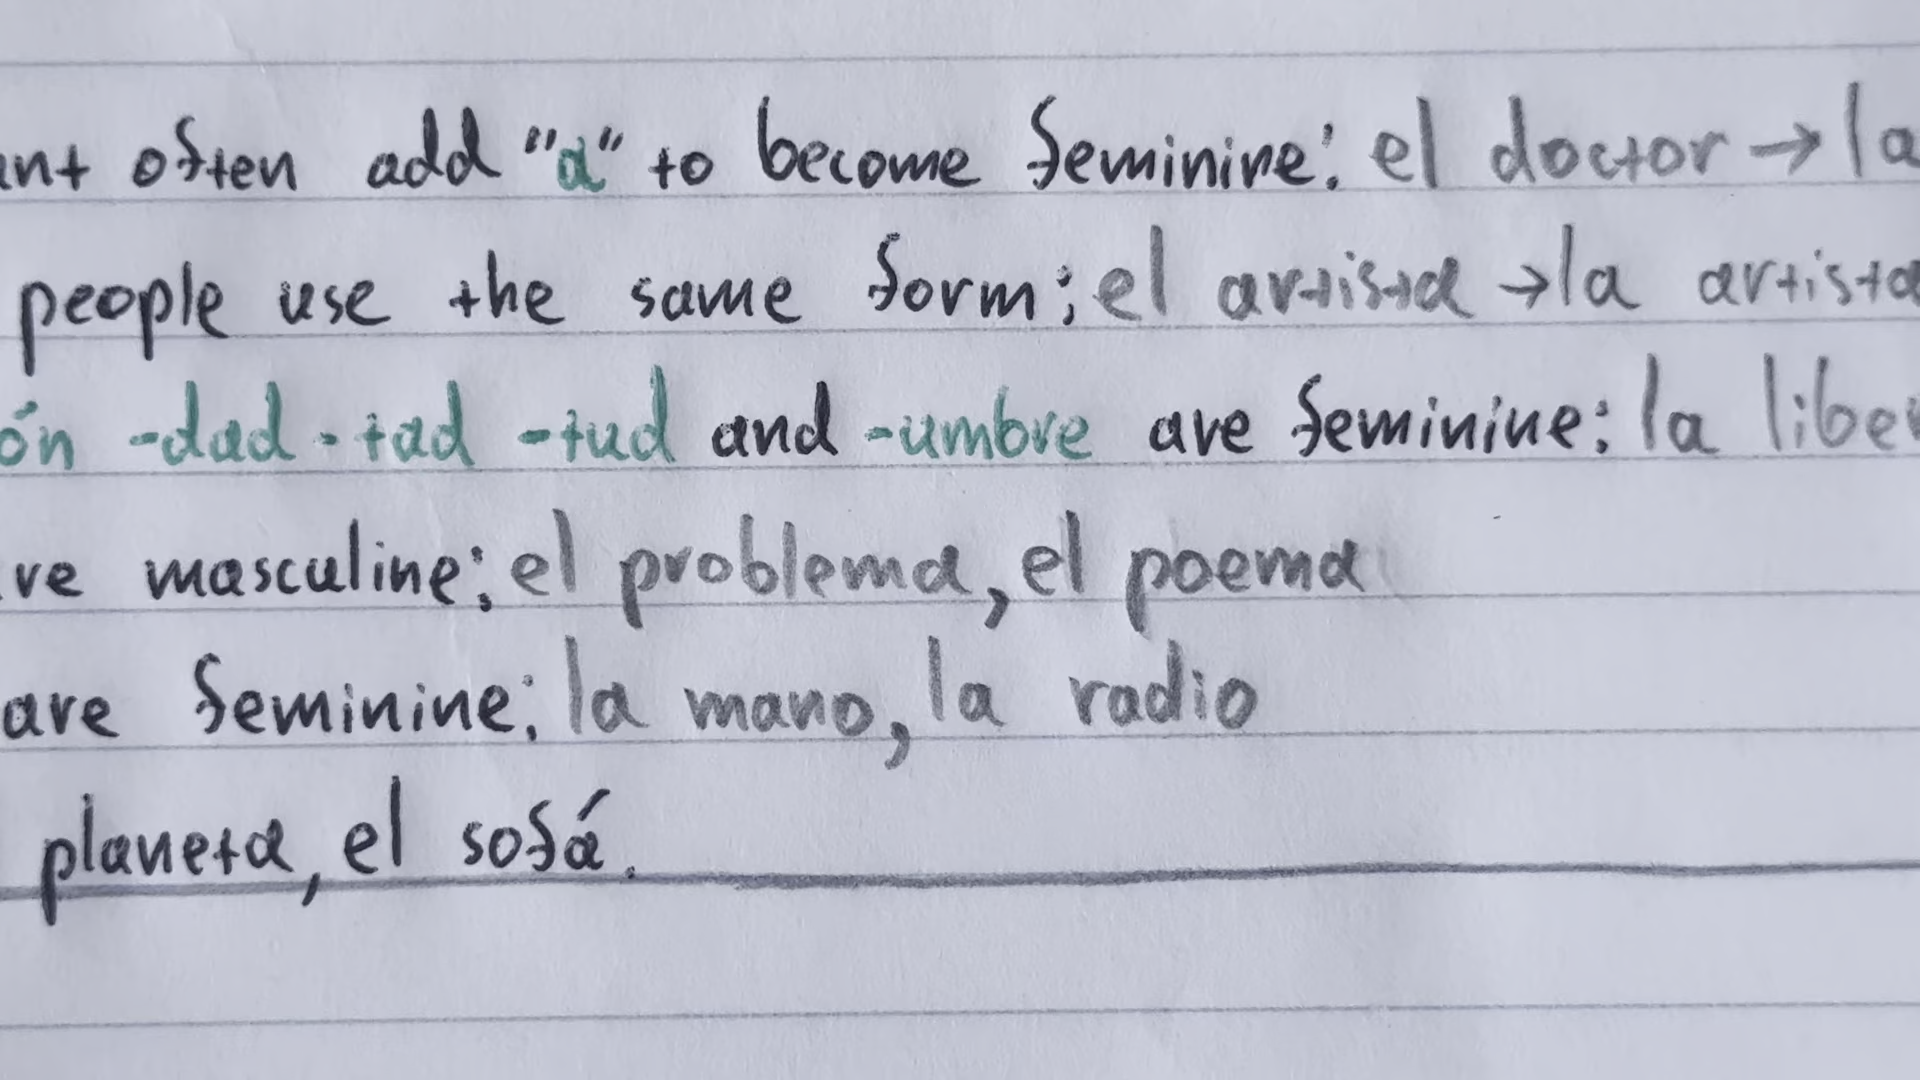 often add "a" to become feminine: el doctor → la
people use the same form: el artista → la artista
ón -dad -tad -tud and -umbre are feminine: la liber
re masculine: el problema, el poema
are feminine: la mano, la radio
planeta, el sofá.